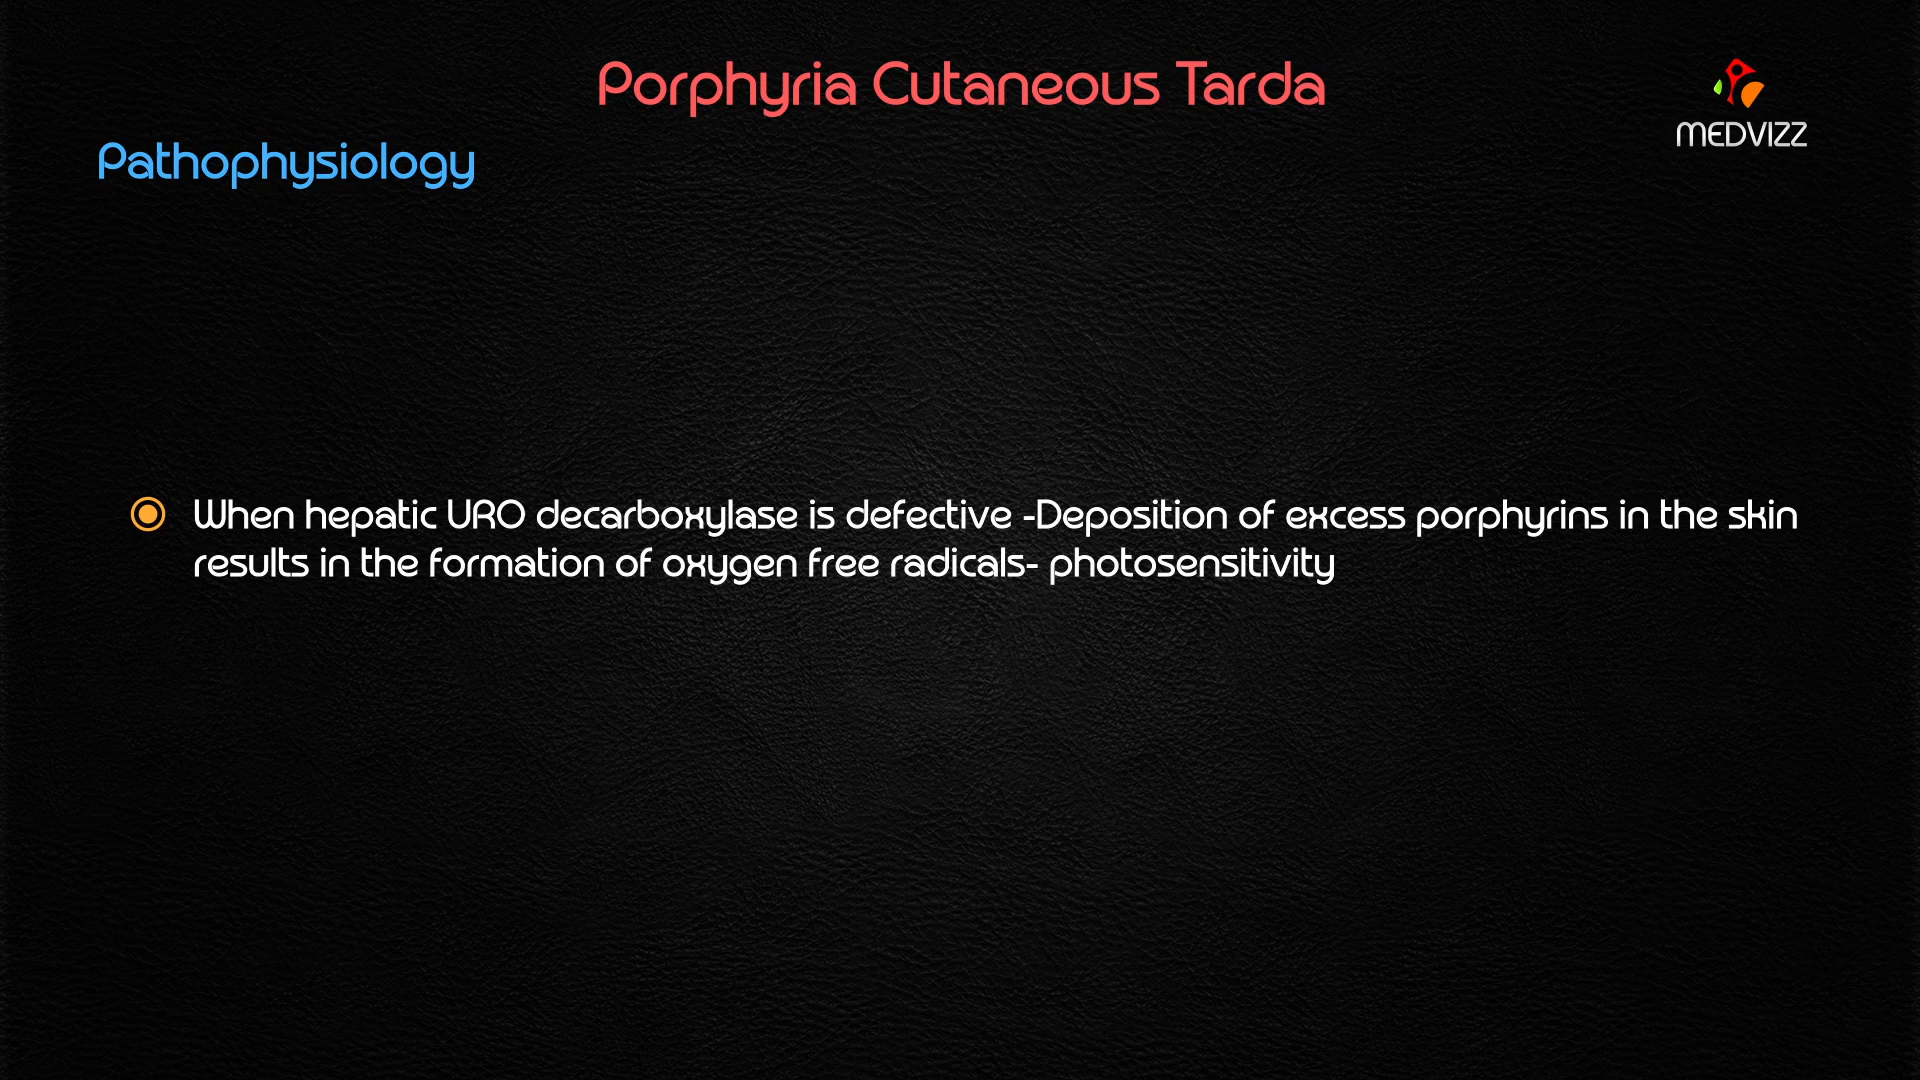 Porphyria Cutaneous Tarda
MEDVIZZ
Pathophysiology
When hepatic URO decarboxylase is defective -Deposition of excess porphyrins in the skin
results in the formation of oxygen free radicals- photosensitivity